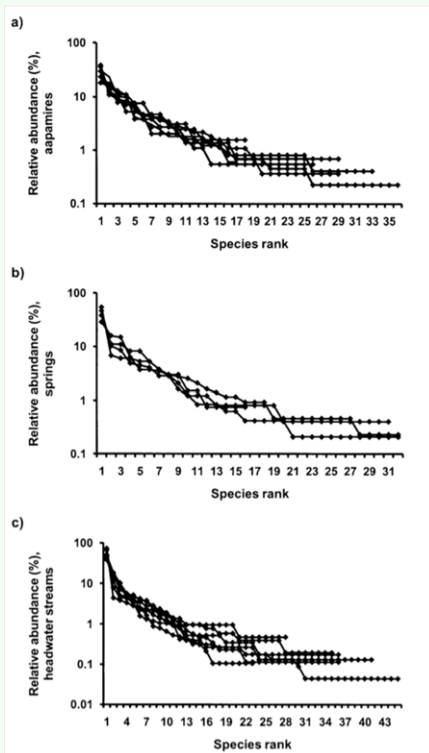 a)
Relative abundance (%),
aapamires
100
10
1
0.1
1 3 5 7 9 11 13 15 17 19 21 23 25 27 29 31 33 35
Species rank
b)
Relative abundance (%),
springs
100
10
1
0.1
1 3 5 7 9 11 13 15 17 19 21 23 25 27 29 31
Species rank
c)
Relative abundance (%),
headwater streams
100
10
1
0.1
0.01
1 4 7 10 13 16 19 22 25 28 31 34 37 40 43
Species rank